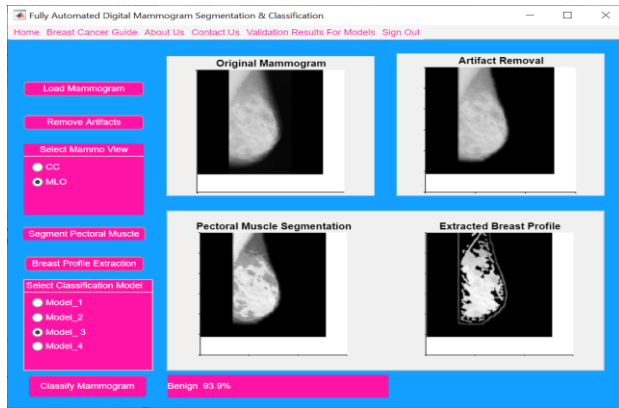 Fully Automated Digital Mammogram Segmentation & Classification
Home Breast Cancer Guide About Us Contact Us Validation Results For Models Sign Out
Load Mammogram
Remove Artifacts
Select Mammo View
CC
MLO
Segment Pectoral Muscle
Breast Profile Extraction
Select Classification Model
Model_1
Model_2
Model_ 3
Model_4
Classify Mammogram
Original Mammogram
Artifact Removal
Pectoral Muscle Segmentation
Extracted Breast Profile
Benign 93.9%